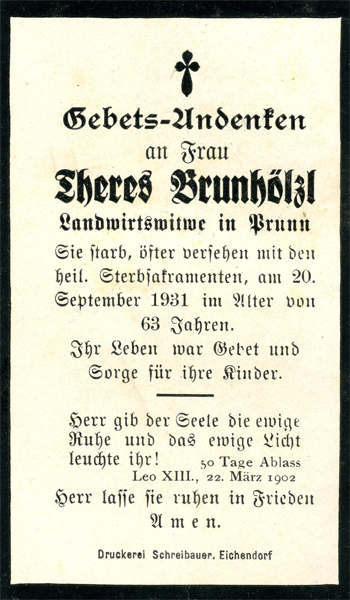 Gebets-Andenken
an Frau
Theres Brunhölzl
Landwirtswitwe in Prunn
Sie starb, öfter versehen mit den
heil. Sterbsakramenten, am 20.
September 1931 im Alter von
63 Jahren.
Ihr Leben war Gebet und
Sorge für ihre Kinder.
Herr gib der Seele die ewige
Ruhe und das ewige Licht
leuchte ihr! 50 Tage Ablass
Leo XIII., 22. März 1902
Herr lasse sie ruhen in Frieden
Amen.
Druckerei Schreibauer, Eichendorf